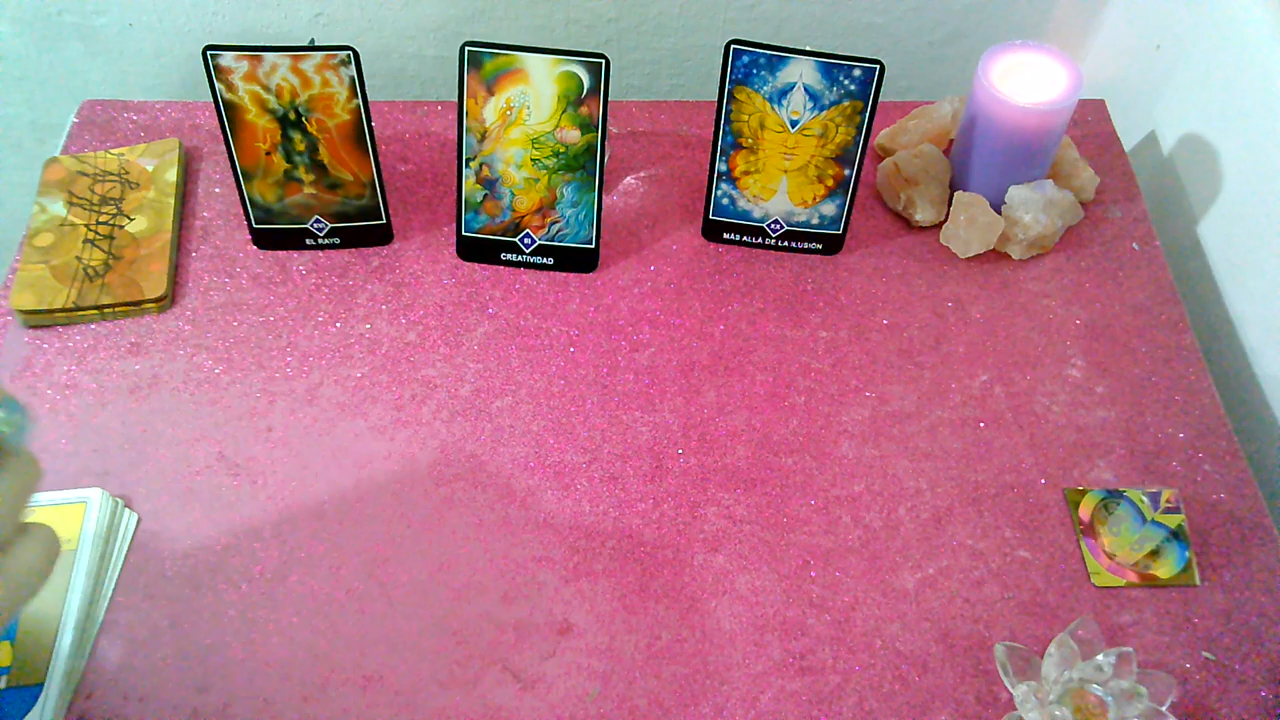 XVI
EL RAYO
III
CREATIVIDAD
XX
MÁS ALLÁ DE LA ILUSIÓN